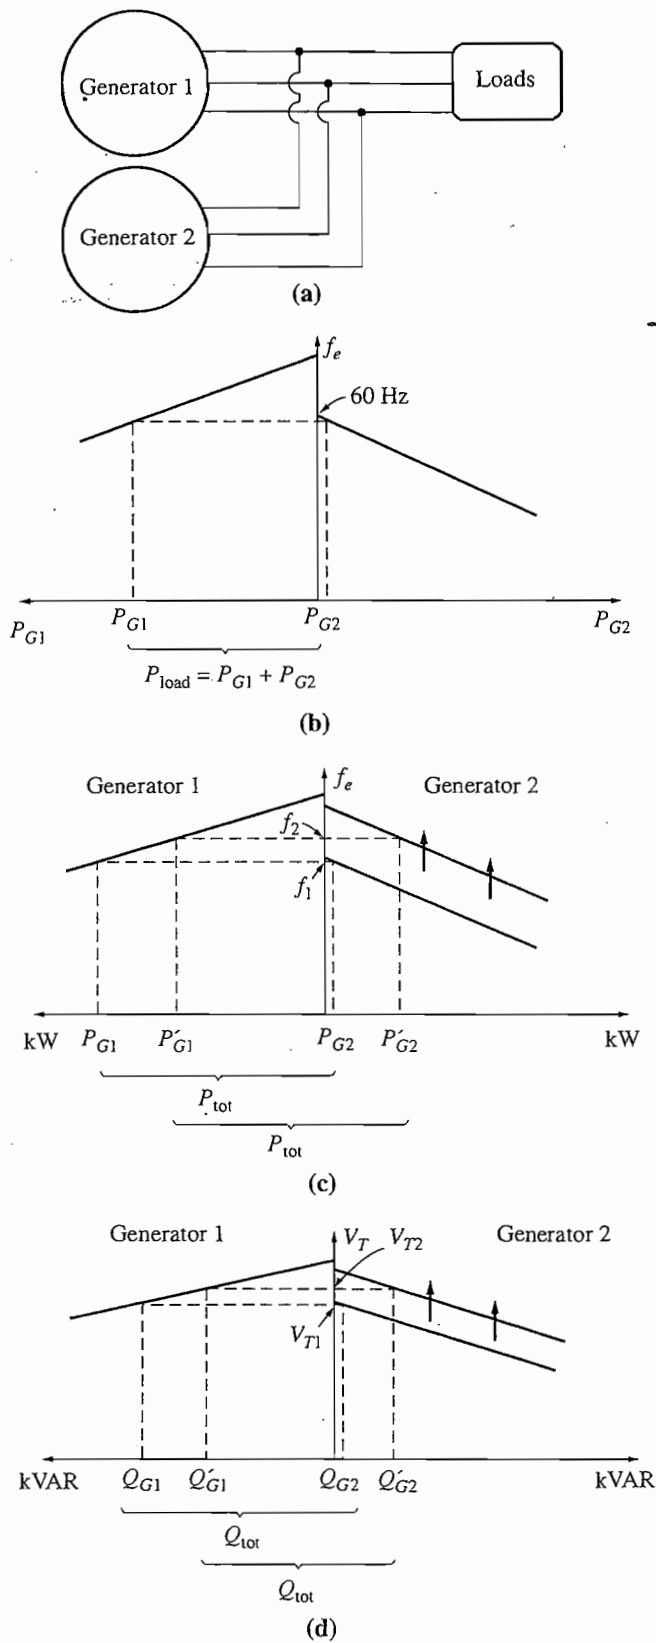 Generator 1
Loads
Generator 2
(a)
f_e
60 Hz
P_G1 P_G1 P_G2 P_G2
P_load = P_G1 + P_G2
(b)
Generator 1 f_e Generator 2
f_2
f_1
kW P_G1 P'_G1 P_G2 P'_G2 kW
P_tot
P_tot
(c)
Generator 1 V_T V_T2 Generator 2
V_T1
kVAR Q_G1 Q'_G1 Q_G2 Q'_G2 kVAR
Q_tot
Q_tot
(d)